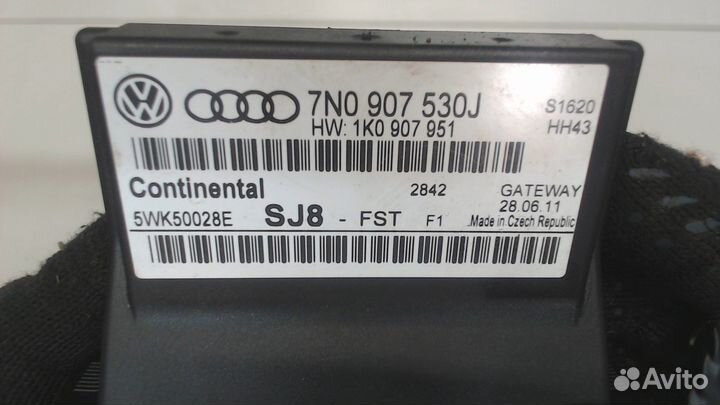 7N0 907 530J S1620
HW: 1K0 907 951 HH43
Continental 2842 GATEWAY
28.06.11
5WK50028E SJ8 - FST F1 Made in Czech Republic
Avito